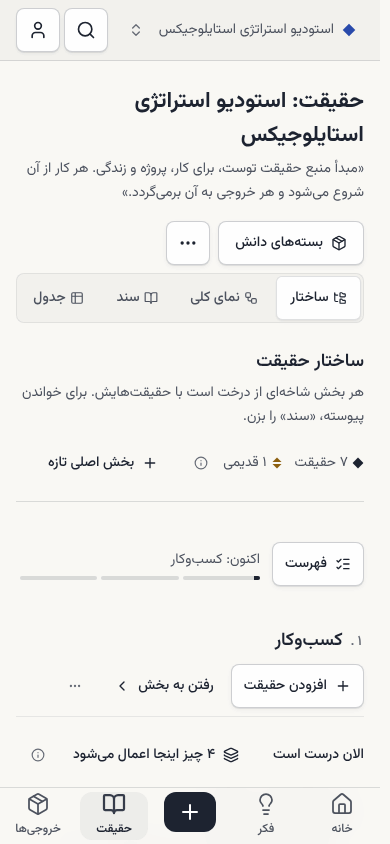 استودیو استراتژی استایلوجیکس
حقیقت: استودیو استراتژی
استایلوجیکس
«مبدأ منبع حقیقت توست، برای کار، پروژه و زندگی. هر کار از آن
شروع می‌شود و هر خروجی به آن برمی‌گردد.»
بسته‌های دانش
ساختار
نمای کلی
سند
جدول
ساختار حقیقت
هر بخش شاخه‌ای از درخت است با حقیقت‌هایش. برای خواندن
پیوسته، «سند» را بزن.
۷ حقیقت
۱ قدیمی
بخش اصلی تازه
فهرست
اکنون: کسب‌وکار
۱. کسب‌وکار
افزودن حقیقت
رفتن به بخش
الان درست است
۴ چیز اینجا اعمال می‌شود
خانه
فکر
حقیقت
خروجی‌ها